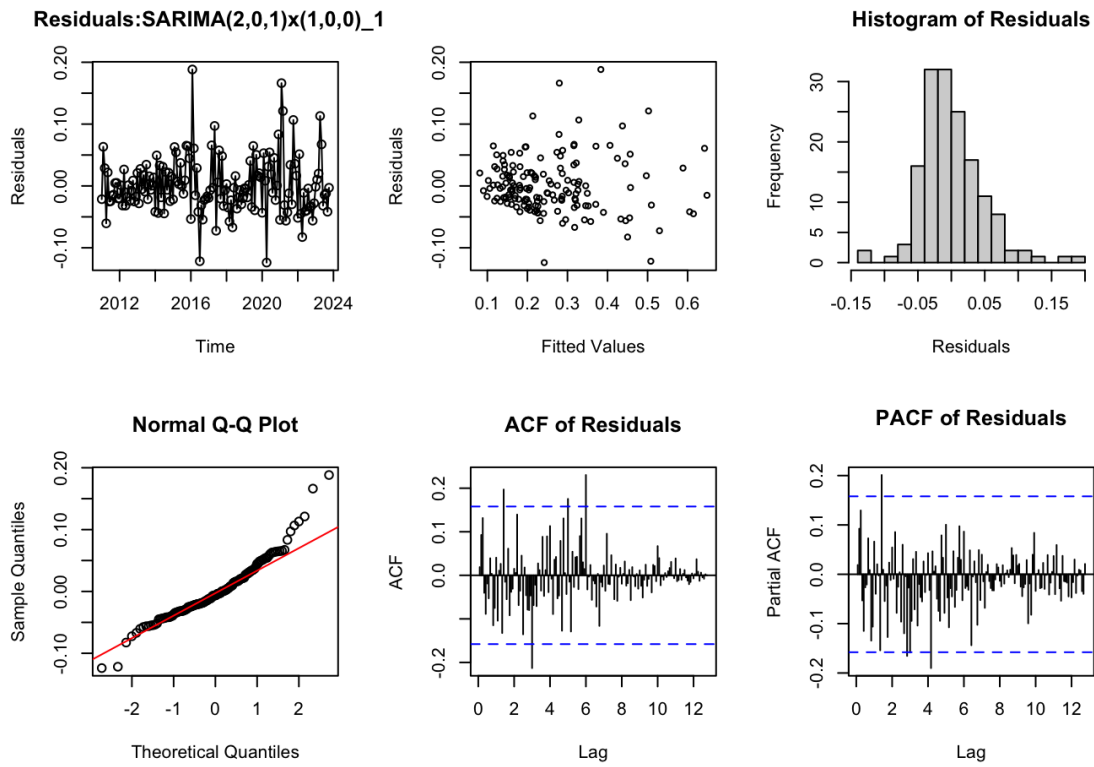 Residuals:SARIMA(2,0,1)x(1,0,0)_1
Residuals
0.20
0.10
0.00
-0.10
2012 2016 2020 2024
Time
Residuals
0.20
0.10
0.00
-0.10
0.1 0.2 0.3 0.4 0.5 0.6
Fitted Values
Histogram of Residuals
Frequency
30
20
10
0
-0.15 -0.05 0.05 0.15
Residuals
Normal Q-Q Plot
Sample Quantiles
0.20
0.10
0.00
-0.10
-2 -1 0 1 2
Theoretical Quantiles
ACF of Residuals
ACF
0.2
0.1
0.0
-0.2
0 2 4 6 8 10 12
Lag
PACF of Residuals
Partial ACF
0.2
0.1
0.0
-0.1
-0.2
0 2 4 6 8 10 12
Lag